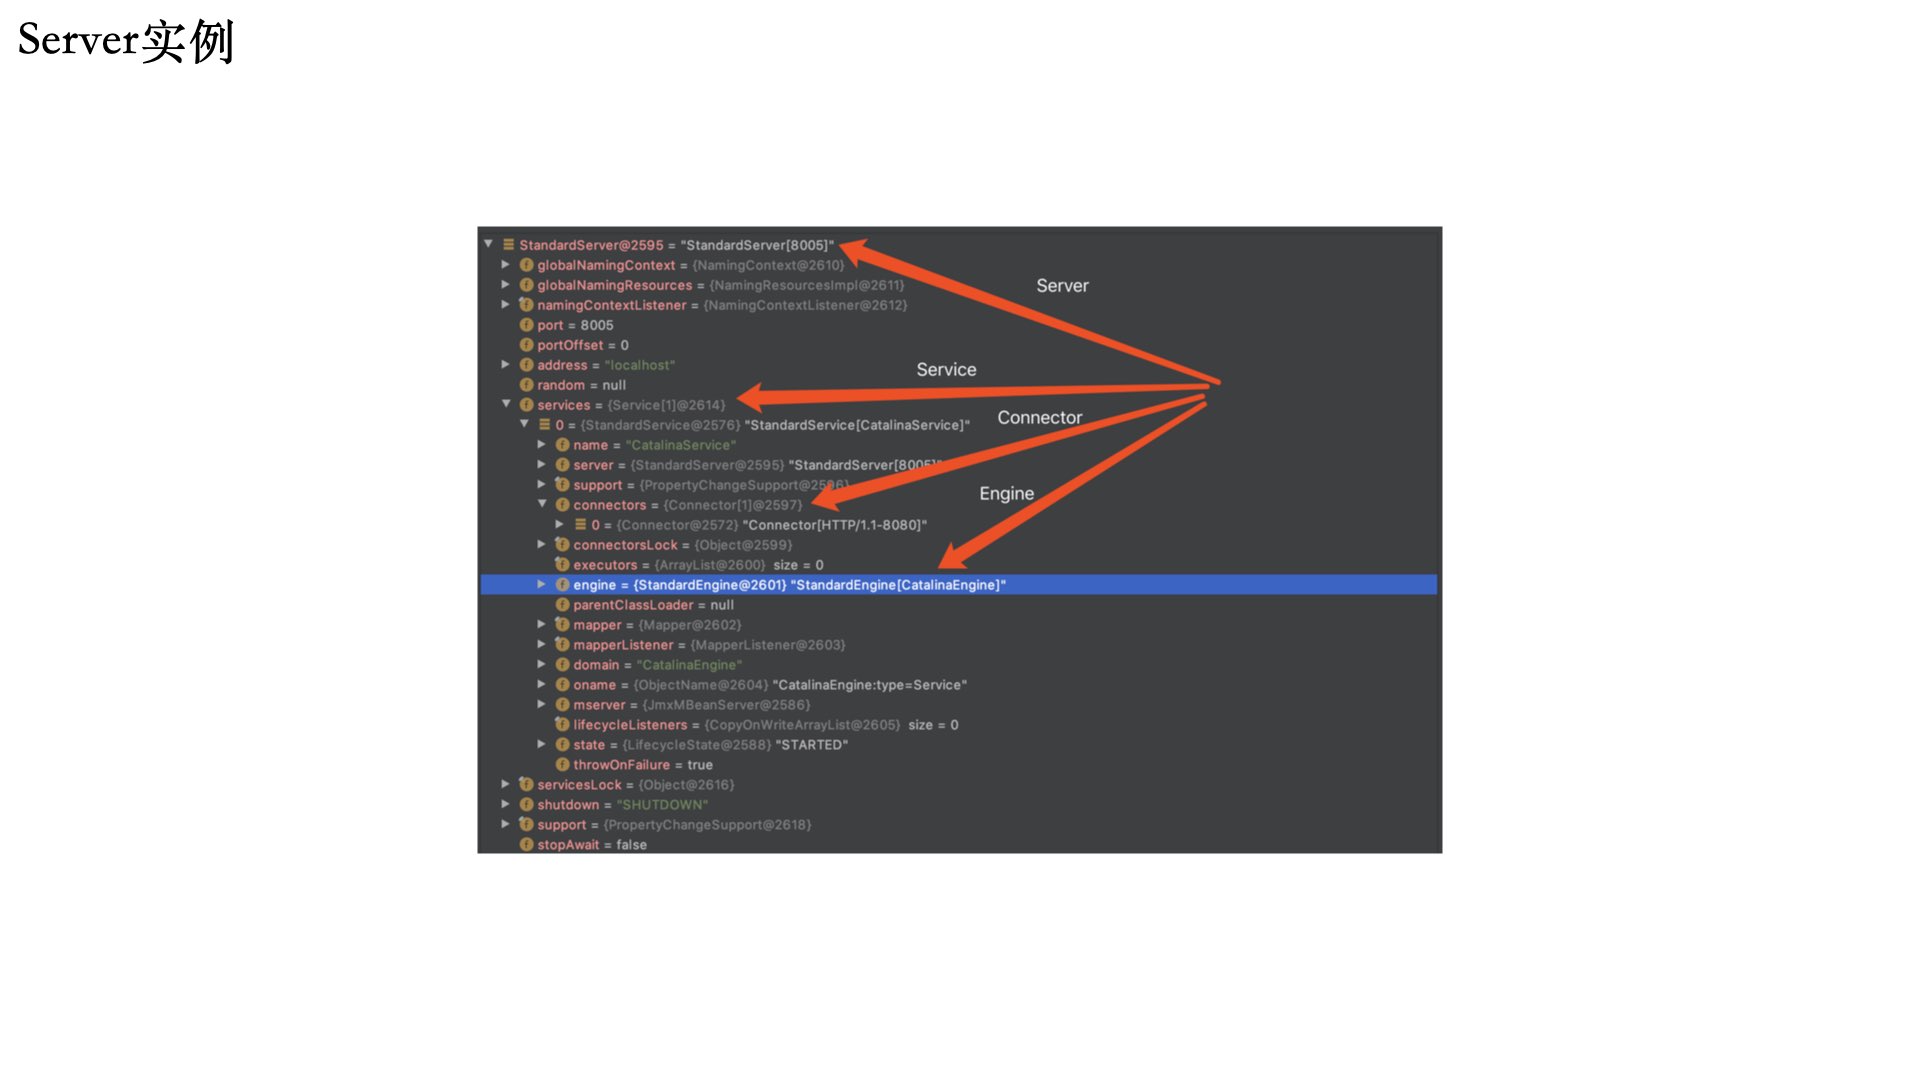 Server实例
StandardServer@2595 = "StandardServer[8005]"
globalNamingContext = {NamingContext@2610}
globalNamingResources = {NamingResourcesImpl@2611}
Server
namingContextListener = {NamingContextListener@2612}
port = 8005
portOffset = 0
address = "localhost"
Service
random = null
services = {Service[1]@2614}
Connector
0 = {StandardService@2576} "StandardService[CatalinaService]"
name = "CatalinaService"
server = {StandardServer@2595} "StandardServer[8005]"
support = {PropertyChangeSupport@2596}
Engine
connectors = {Connector[1]@2597}
0 = {Connector@2572} "Connector[HTTP/1.1-8080]"
connectorsLock = {Object@2599}
executors = {ArrayList@2600} size = 0
engine = {StandardEngine@2601} "StandardEngine[CatalinaEngine]"
parentClassLoader = null
mapper = {Mapper@2602}
mapperListener = {MapperListener@2603}
domain = "CatalinaEngine"
oname = {ObjectName@2604} "CatalinaEngine:type=Service"
mserver = {JmxMBeanServer@2586}
lifecycleListeners = {CopyOnWriteArrayList@2605} size = 0
state = {LifecycleState@2588} "STARTED"
throwOnFailure = true
servicesLock = {Object@2616}
shutdown = "SHUTDOWN"
support = {PropertyChangeSupport@2618}
stopAwait = false